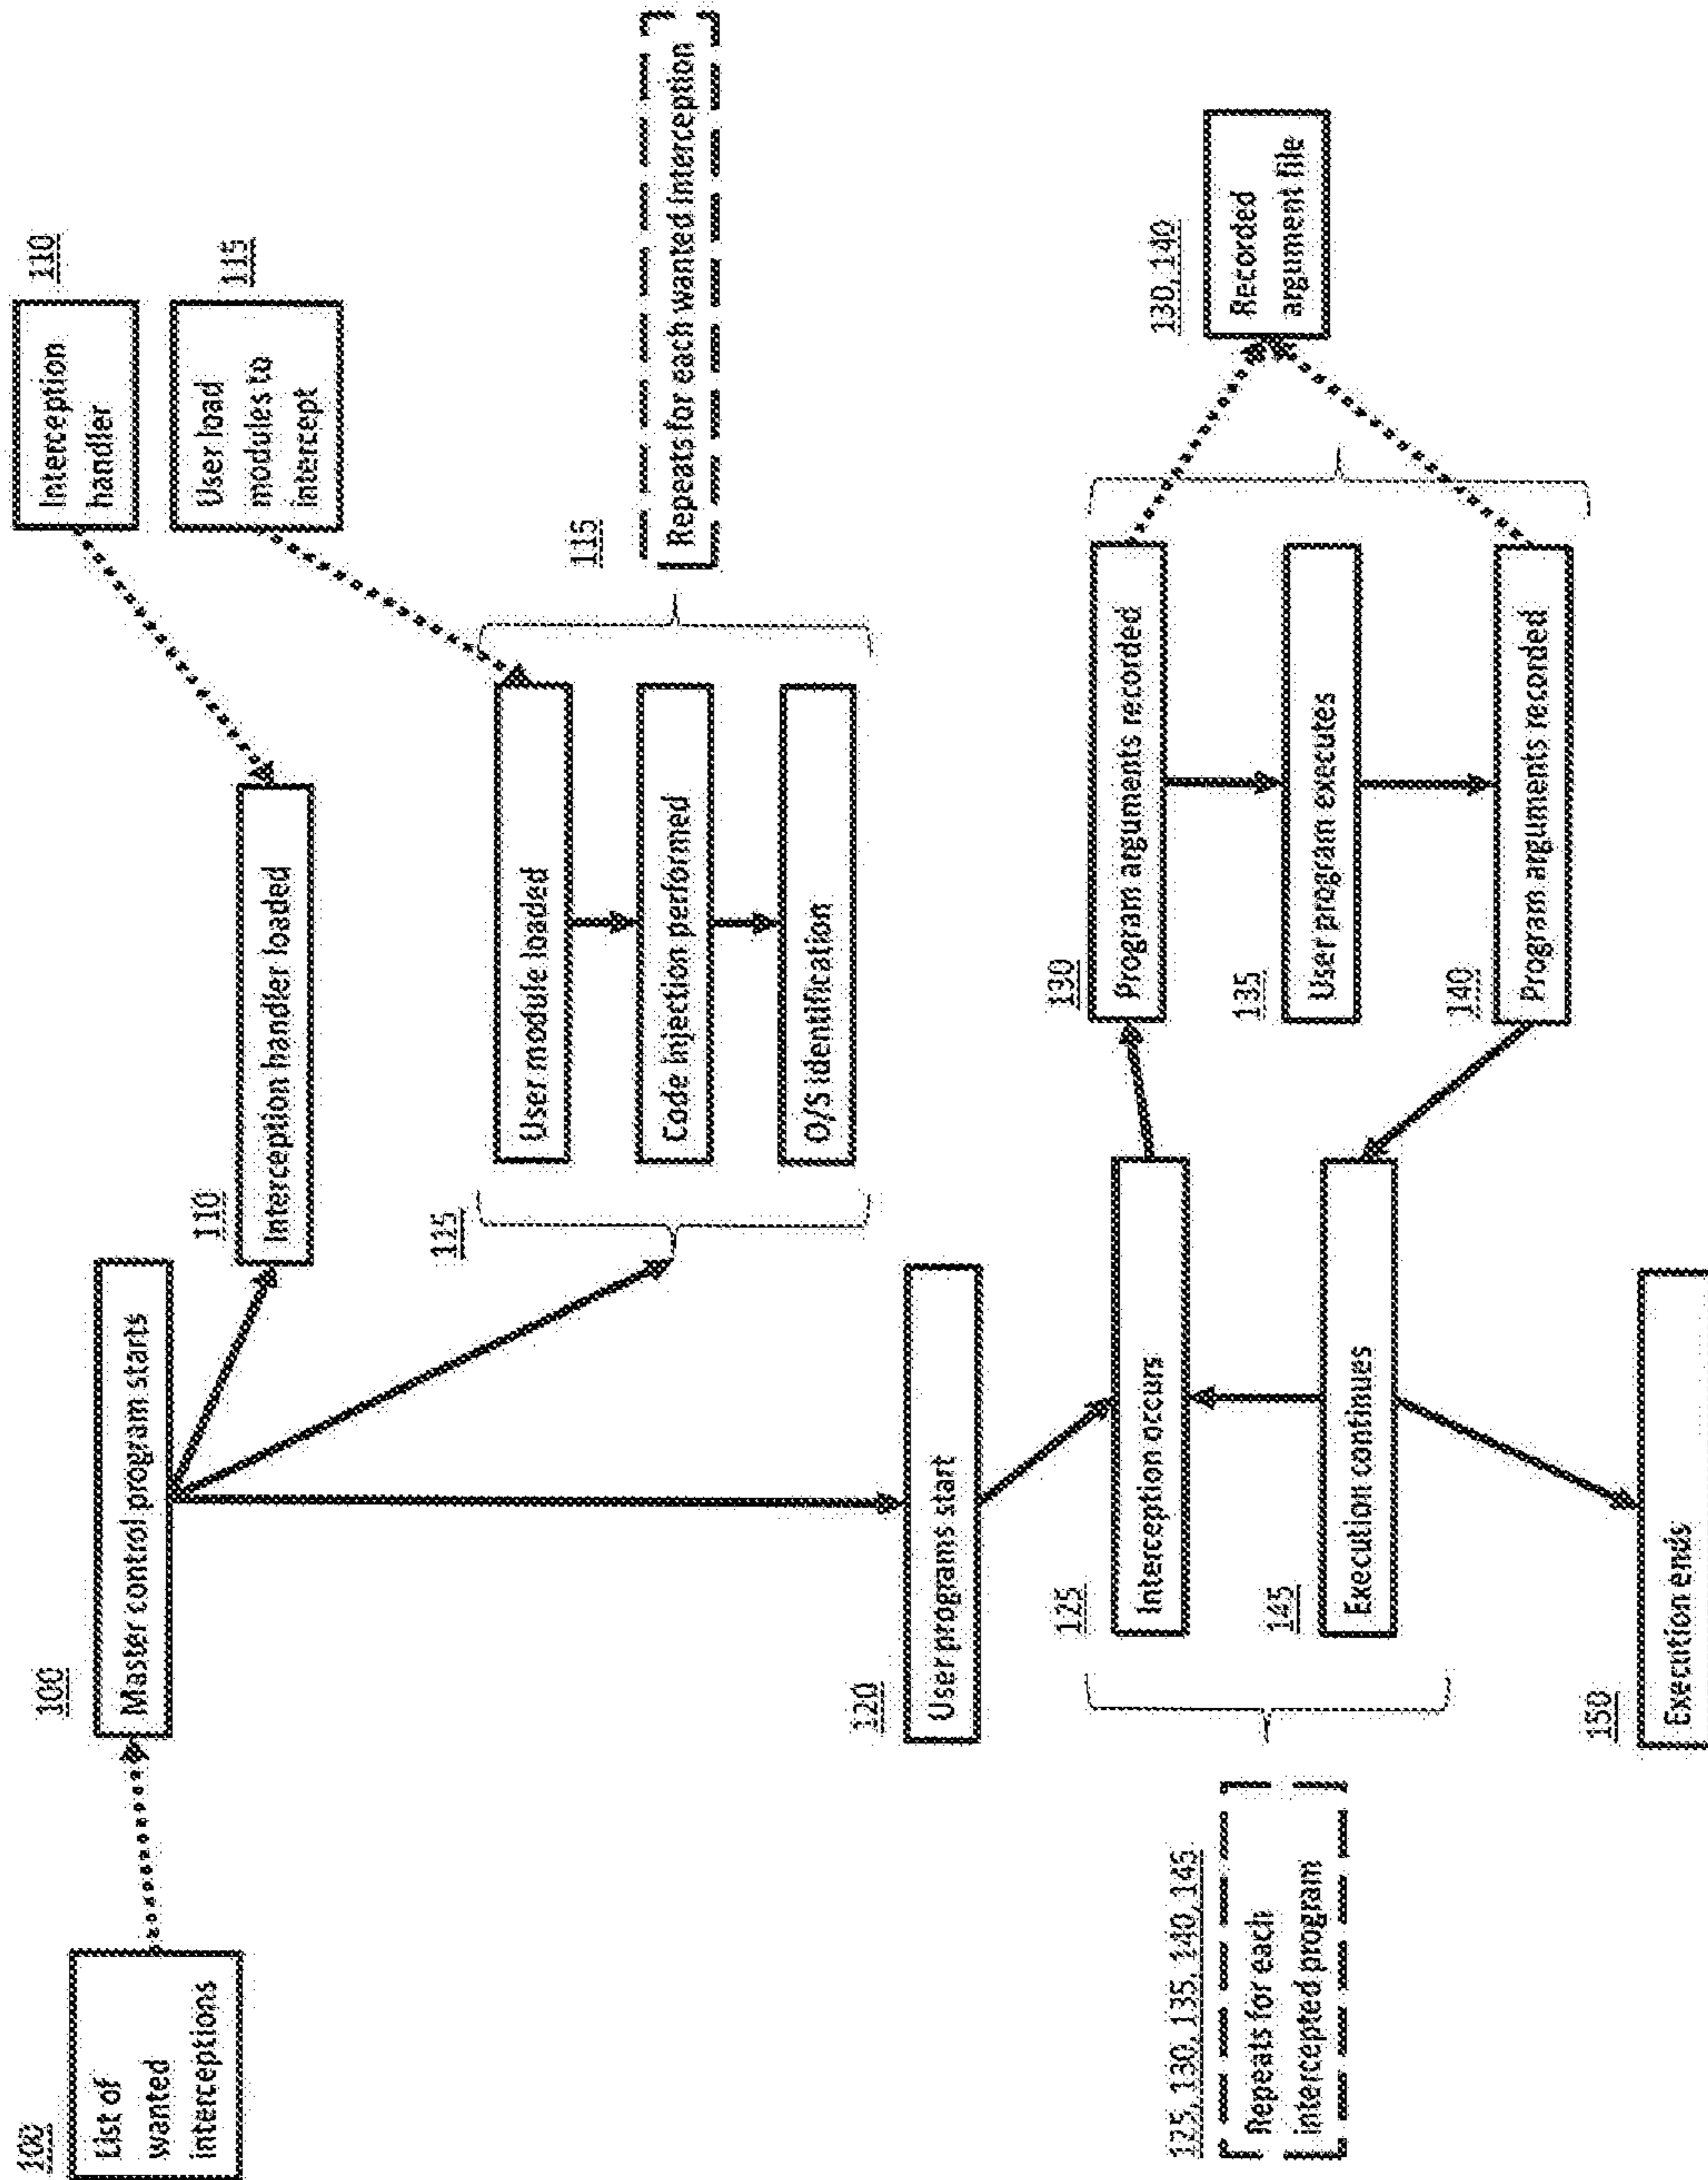 100
List of
wanted
interceptions
100
Master control program starts
110
Interception handler loaded
110
Interception
handler
115
User load
modules to
intercept
115
User module loaded
Code injection performed
O/S identification
115
Repeats for each wanted interception
120
User programs start
125
Interception occurs
145
Execution continues
125, 130, 135, 140, 145
Repeats for each
intercepted program
130
Program arguments recorded
135
User program executes
140
Program arguments recorded
130, 140
Recorded
argument file
150
Execution ends